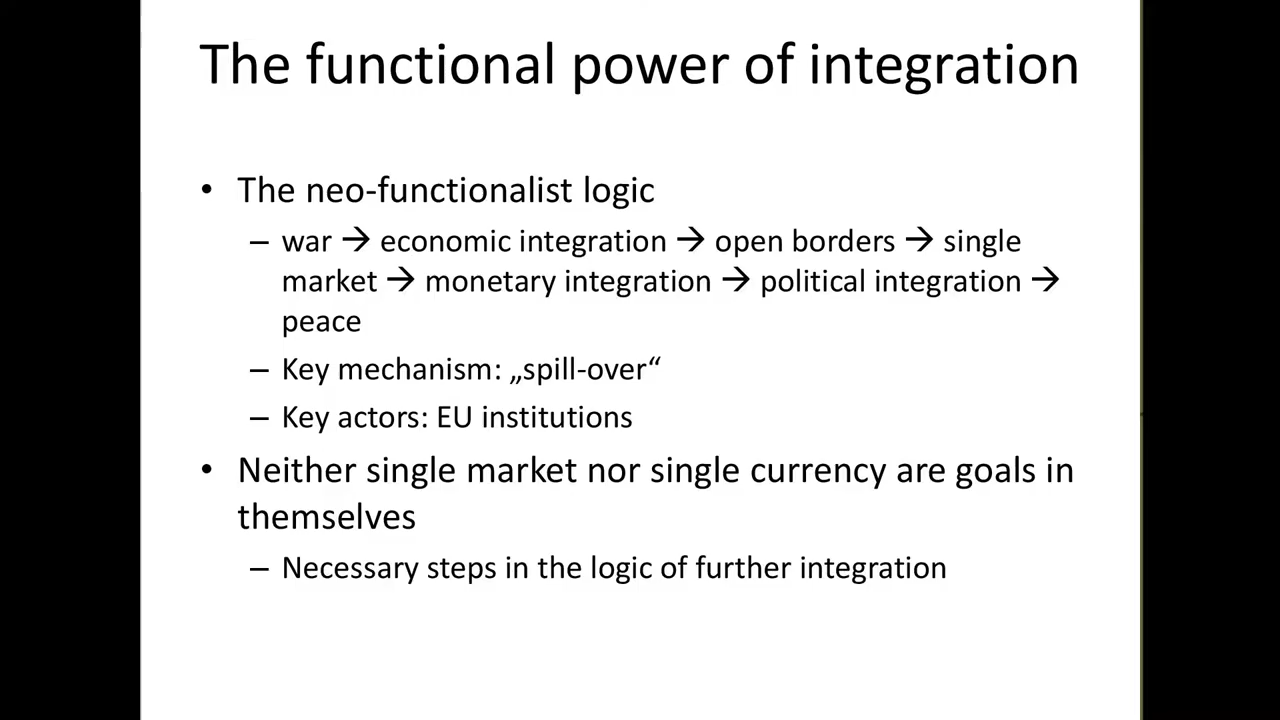 The functional power of integration
• The neo-functionalist logic
– war → economic integration → open borders → single
market → monetary integration → political integration →
peace
– Key mechanism: „spill-over“
– Key actors: EU institutions
• Neither single market nor single currency are goals in
themselves
– Necessary steps in the logic of further integration